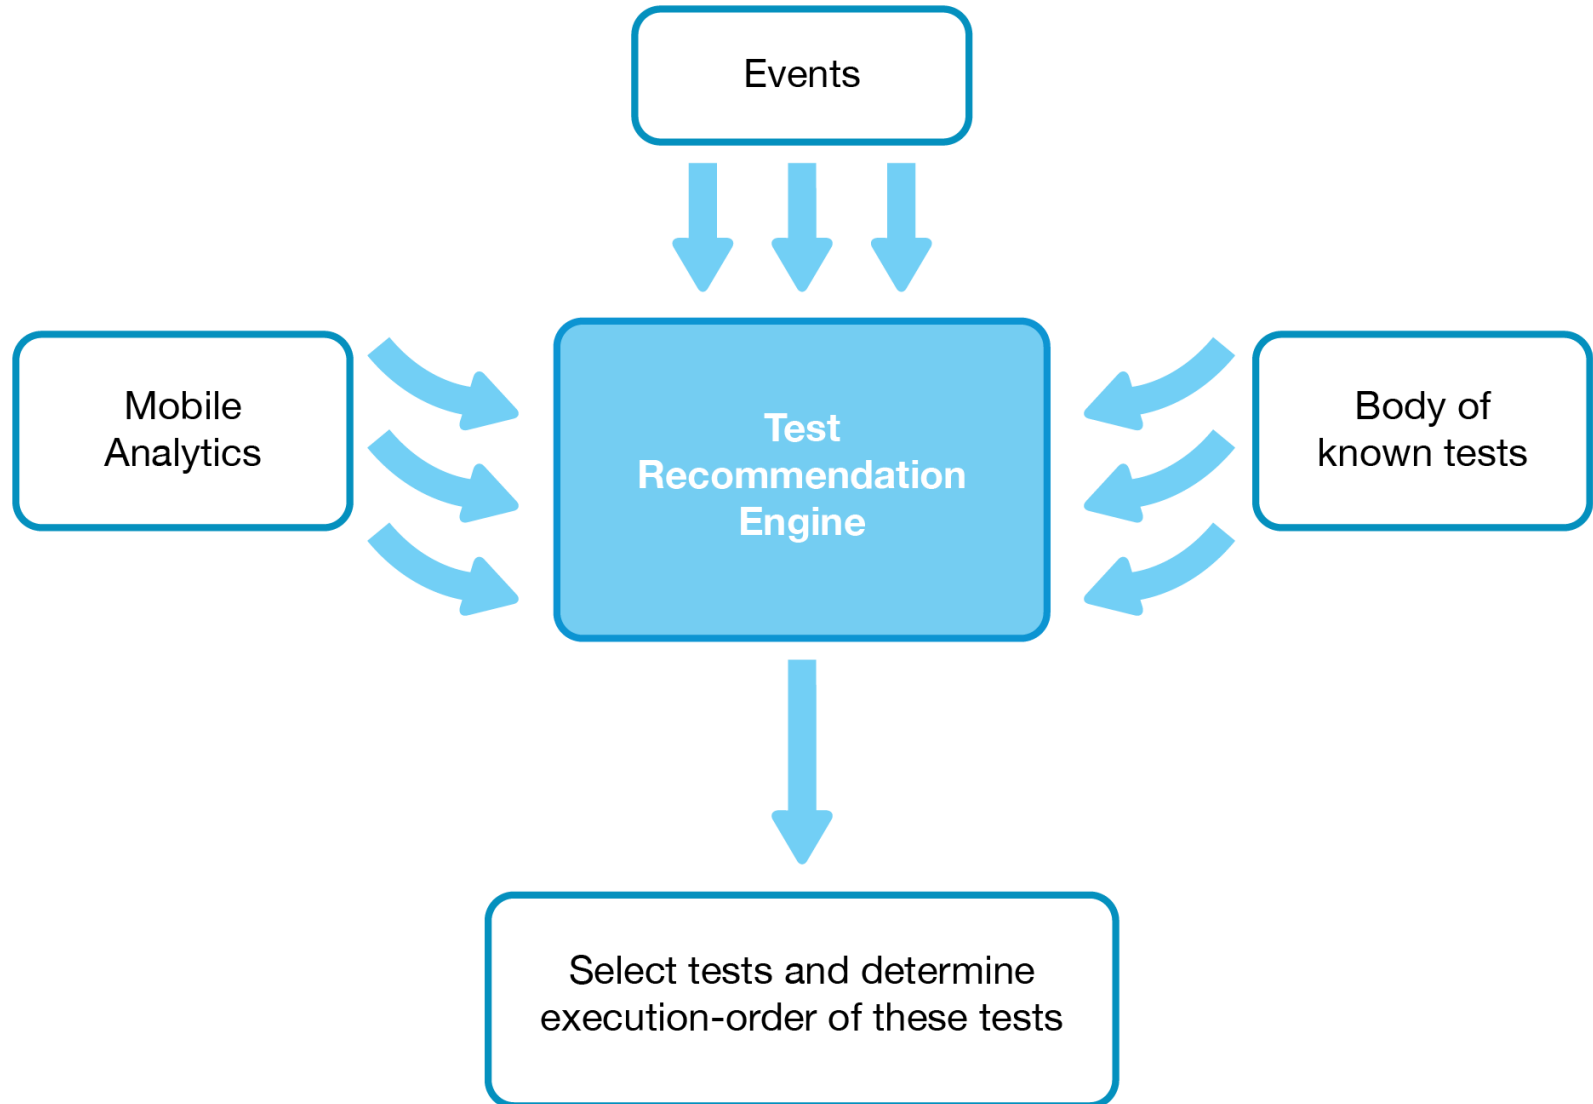 Events
Mobile
Analytics
Test
Recommendation
Engine
Body of
known tests
Select tests and determine
execution-order of these tests